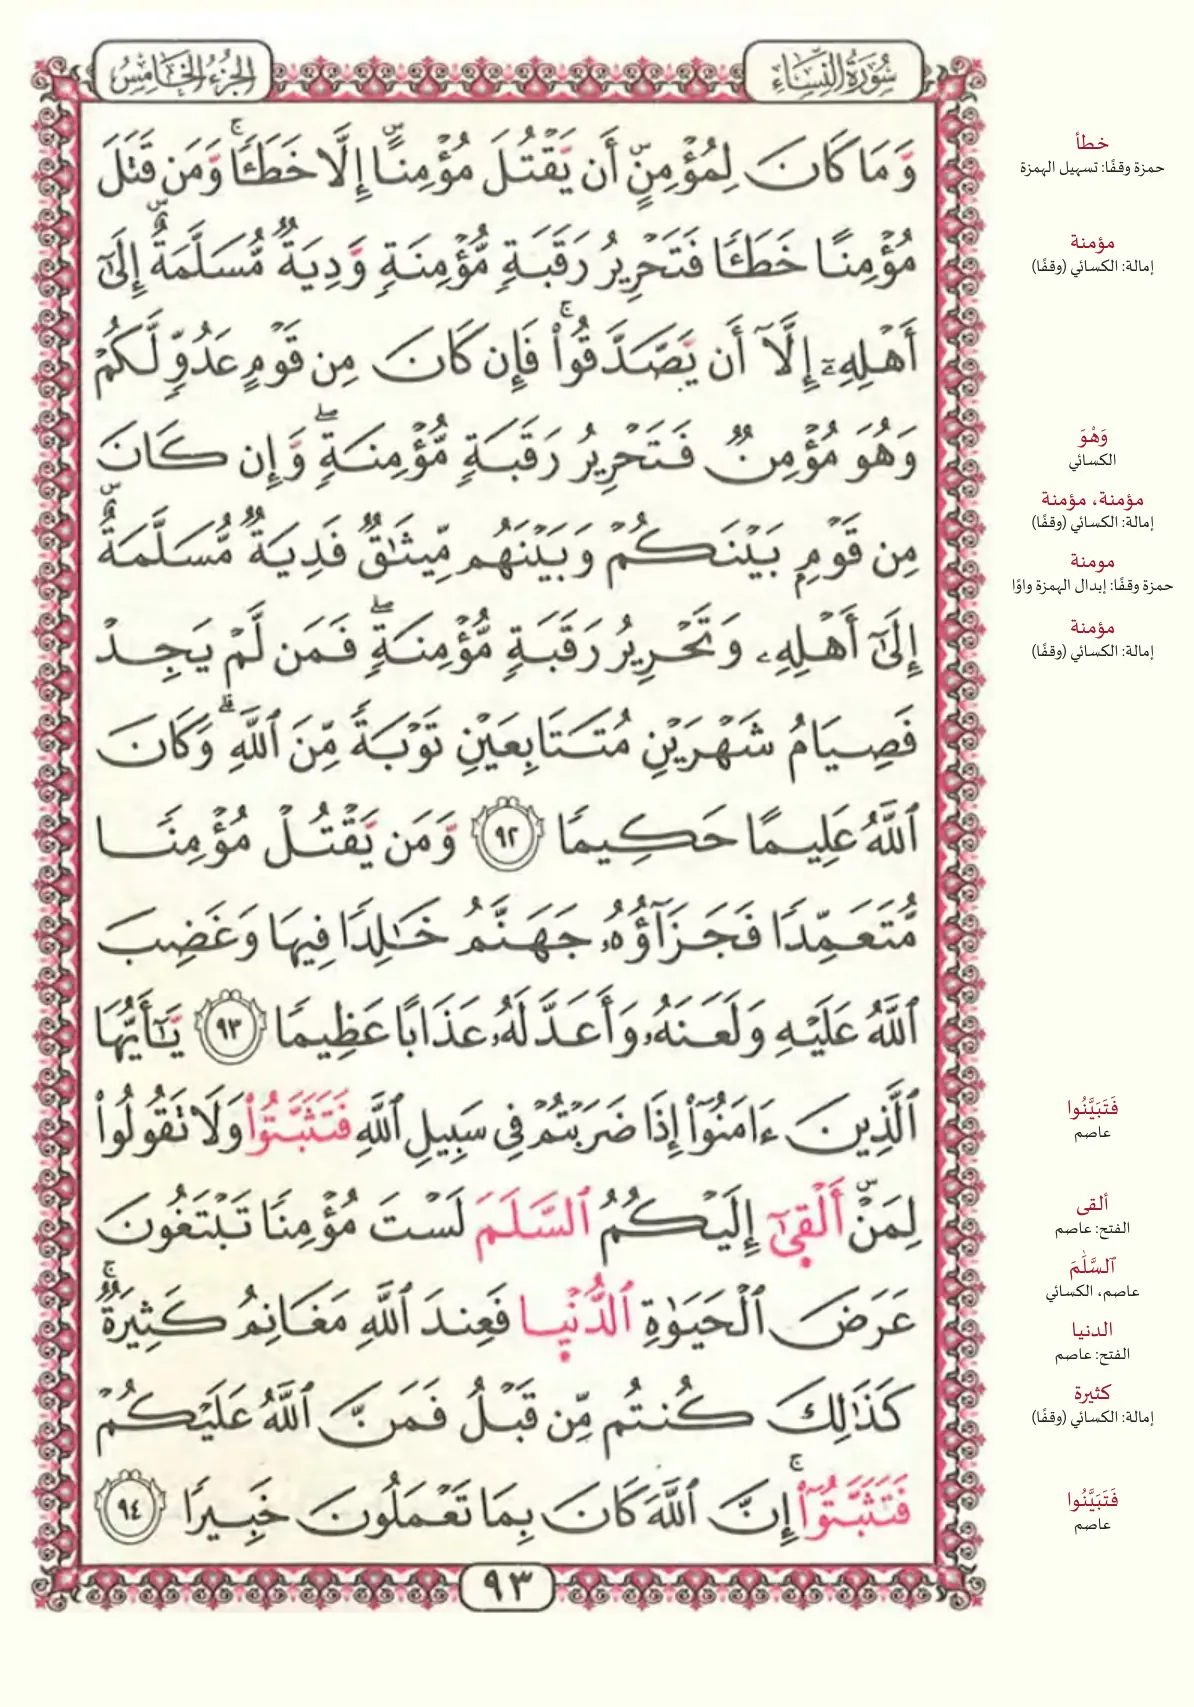 سُورَةُ النِّسَاء
الجُزْءُ الخَامِسُ
وَمَا كَانَ لِمُؤْمِنٍ أَن يَقْتُلَ مُؤْمِنًا إِلَّا خَطَـًٔا ۚ وَمَن قَتَلَ
مُؤْمِنًا خَطَـًٔا فَتَحْرِيرُ رَقَبَةٍ مُّؤْمِنَةٍ وَدِيَةٌ مُّسَلَّمَةٌ إِلَىٰٓ
أَهْلِهِۦٓ إِلَّآ أَن يَصَّدَّقُوا۟ ۚ فَإِن كَانَ مِن قَوْمٍ عَدُوٍّ لَّكُمْ
وَهُوَ مُؤْمِنٌ فَتَحْرِيرُ رَقَبَةٍ مُّؤْمِنَةٍ ۖ وَإِن كَانَ
مِن قَوْمٍۭ بَيْنَكُمْ وَبَيْنَهُم مِّيثَـٰقٌ فَدِيَةٌ مُّسَلَّمَةٌ
إِلَىٰٓ أَهْلِهِۦ وَتَحْرِيرُ رَقَبَةٍ مُّؤْمِنَةٍ ۖ فَمَن لَّمْ يَجِدْ
فَصِيَامُ شَهْرَيْنِ مُتَتَابِعَيْنِ تَوْبَةً مِّنَ ٱللَّهِ ۗ وَكَانَ
ٱللَّهُ عَلِيمًا حَكِيمًا ٩٢ وَمَن يَقْتُلْ مُؤْمِنًا
مُّتَعَمِّدًا فَجَزَآؤُهُۥ جَهَنَّمُ خَـٰلِدًا فِيهَا وَغَضِبَ
ٱللَّهُ عَلَيْهِ وَلَعَنَهُۥ وَأَعَدَّ لَهُۥ عَذَابًا عَظِيمًا ٩٣ يَـٰٓأَيُّهَا
ٱلَّذِينَ ءَامَنُوٓا۟ إِذَا ضَرَبْتُمْ فِى سَبِيلِ ٱللَّهِ فَتَثَبَّتُوا۟ وَلَا تَقُولُوا۟
لِمَنْ أَلْقَىٰٓ إِلَيْكُمُ ٱلسَّلَمَ لَسْتَ مُؤْمِنًا تَبْتَغُونَ
عَرَضَ ٱلْحَيَوٰةِ ٱلدُّنْيَا فَعِندَ ٱللَّهِ مَغَانِمُ كَثِيرَةٌ ۚ
كَذَٰلِكَ كُنتُم مِّن قَبْلُ فَمَنَّ ٱللَّهُ عَلَيْكُمْ
فَتَثَبَّتُوٓا۟ ۚ إِنَّ ٱللَّهَ كَانَ بِمَا تَعْمَلُونَ خَبِيرًا ٩٤
٩٣
خطأ
حمزة وقفًا: تسهيل الهمزة
مؤمنة
إمالة: الكسائي (وقفًا)
وَهْوَ
الكسائي
مؤمنة، مؤمنة
إمالة: الكسائي (وقفًا)
مومنة
حمزة وقفًا: إبدال الهمزة واوًا
مؤمنة
إمالة: الكسائي (وقفًا)
فَتَبَيَّنُوا
عاصم
ألقى
الفتح: عاصم
ٱلسَّلَٰمَ
عاصم، الكسائي
الدنيا
الفتح: عاصم
كثيرة
إمالة: الكسائي (وقفًا)
فَتَبَيَّنُوا
عاصم